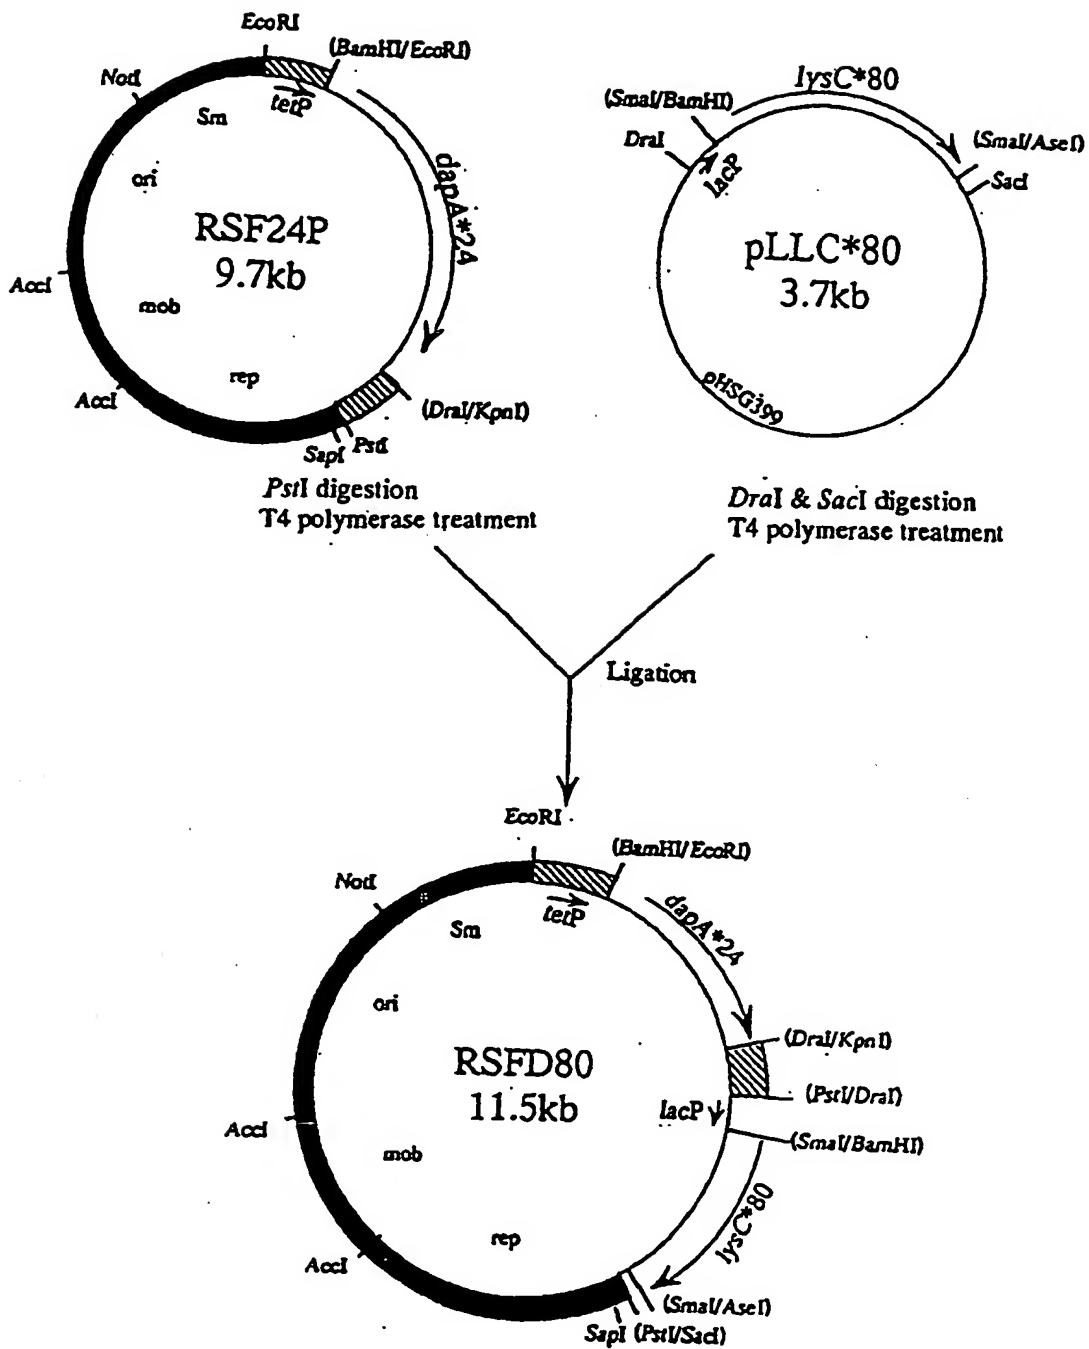 EcoRI
(BamHI/EcoRI)
NotI
tetP
Sm
ori
dapA*24
RSF24P
9.7kb
AccI
mob
rep
AccI
(DraI/KpnI)
PstI
SapI
PstI digestion
T4 polymerase treatment
lysC*80
(SmaI/BamHI)
(SmaI/AseI)
DraI
SacI
lacP
pLLC*80
3.7kb
pHSG399
DraI & SacI digestion
T4 polymerase treatment
Ligation
EcoRI
(BamHI/EcoRI)
NotI
tetP
dapA*24
Sm
ori
(DraI/KpnI)
RSFD80
11.5kb
(PstI/DraI)
lacP
AccI
(SmaI/BamHI)
mob
lysC*80
rep
AccI
(SmaI/AseI)
SapI (PstI/SacI)